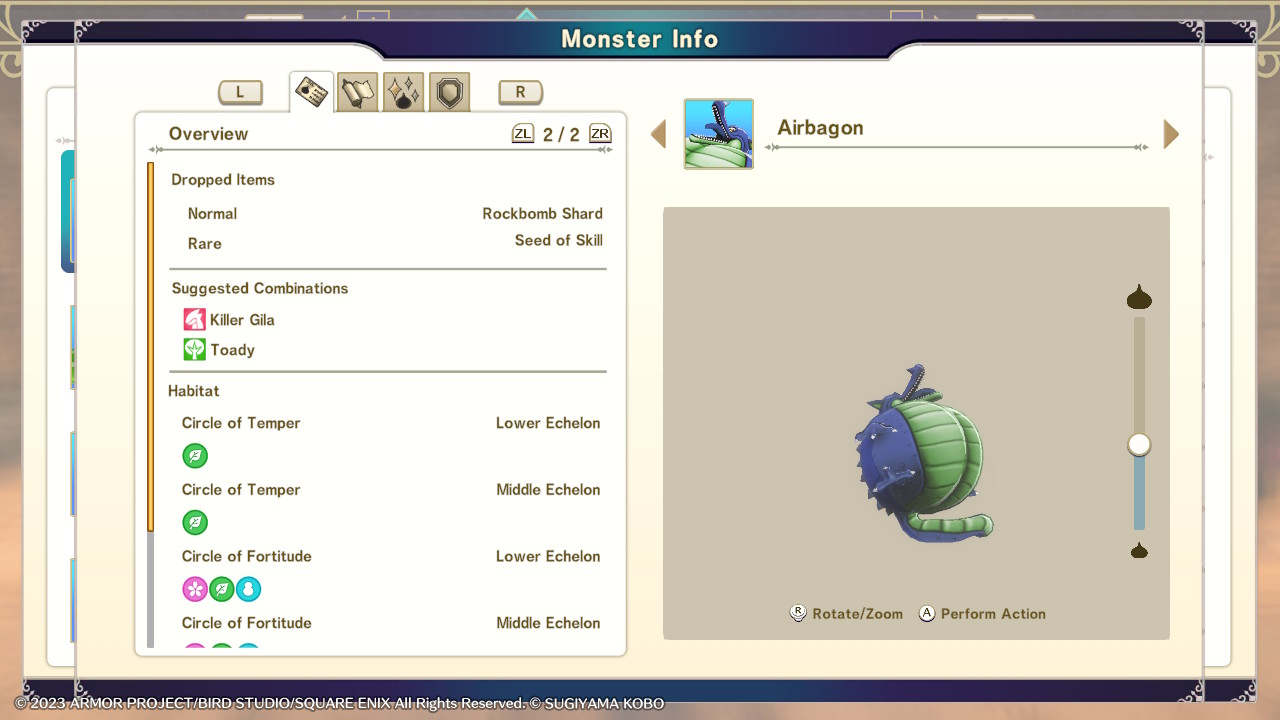 Monster Info
L
R
Overview
ZL 2 / 2 ZR
Airbagon
Dropped Items
Normal Rockbomb Shard
Rare Seed of Skill
Suggested Combinations
Killer Gila
Toady
Habitat
Circle of Temper Lower Echelon
Circle of Temper Middle Echelon
Circle of Fortitude Lower Echelon
Circle of Fortitude Middle Echelon
R Rotate/Zoom A Perform Action
© 2023 ARMOR PROJECT/BIRD STUDIO/SQUARE ENIX All Rights Reserved. © SUGIYAMA KOBO